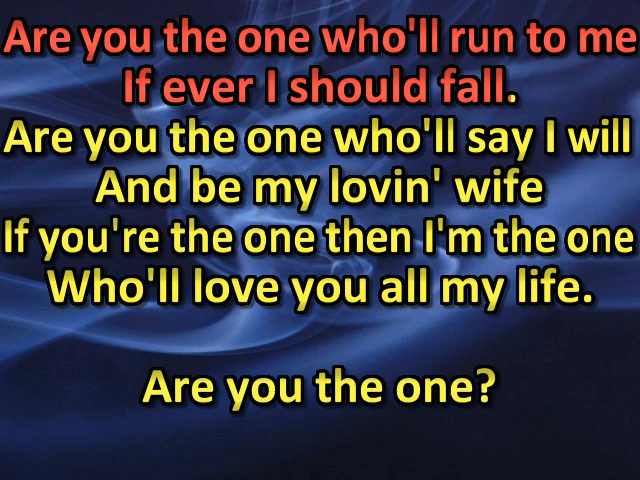 Are you the one who'll run to me
If ever I should fall.
Are you the one who'll say I will
And be my lovin' wife
If you're the one then I'm the one
Who'll love you all my life.
Are you the one?